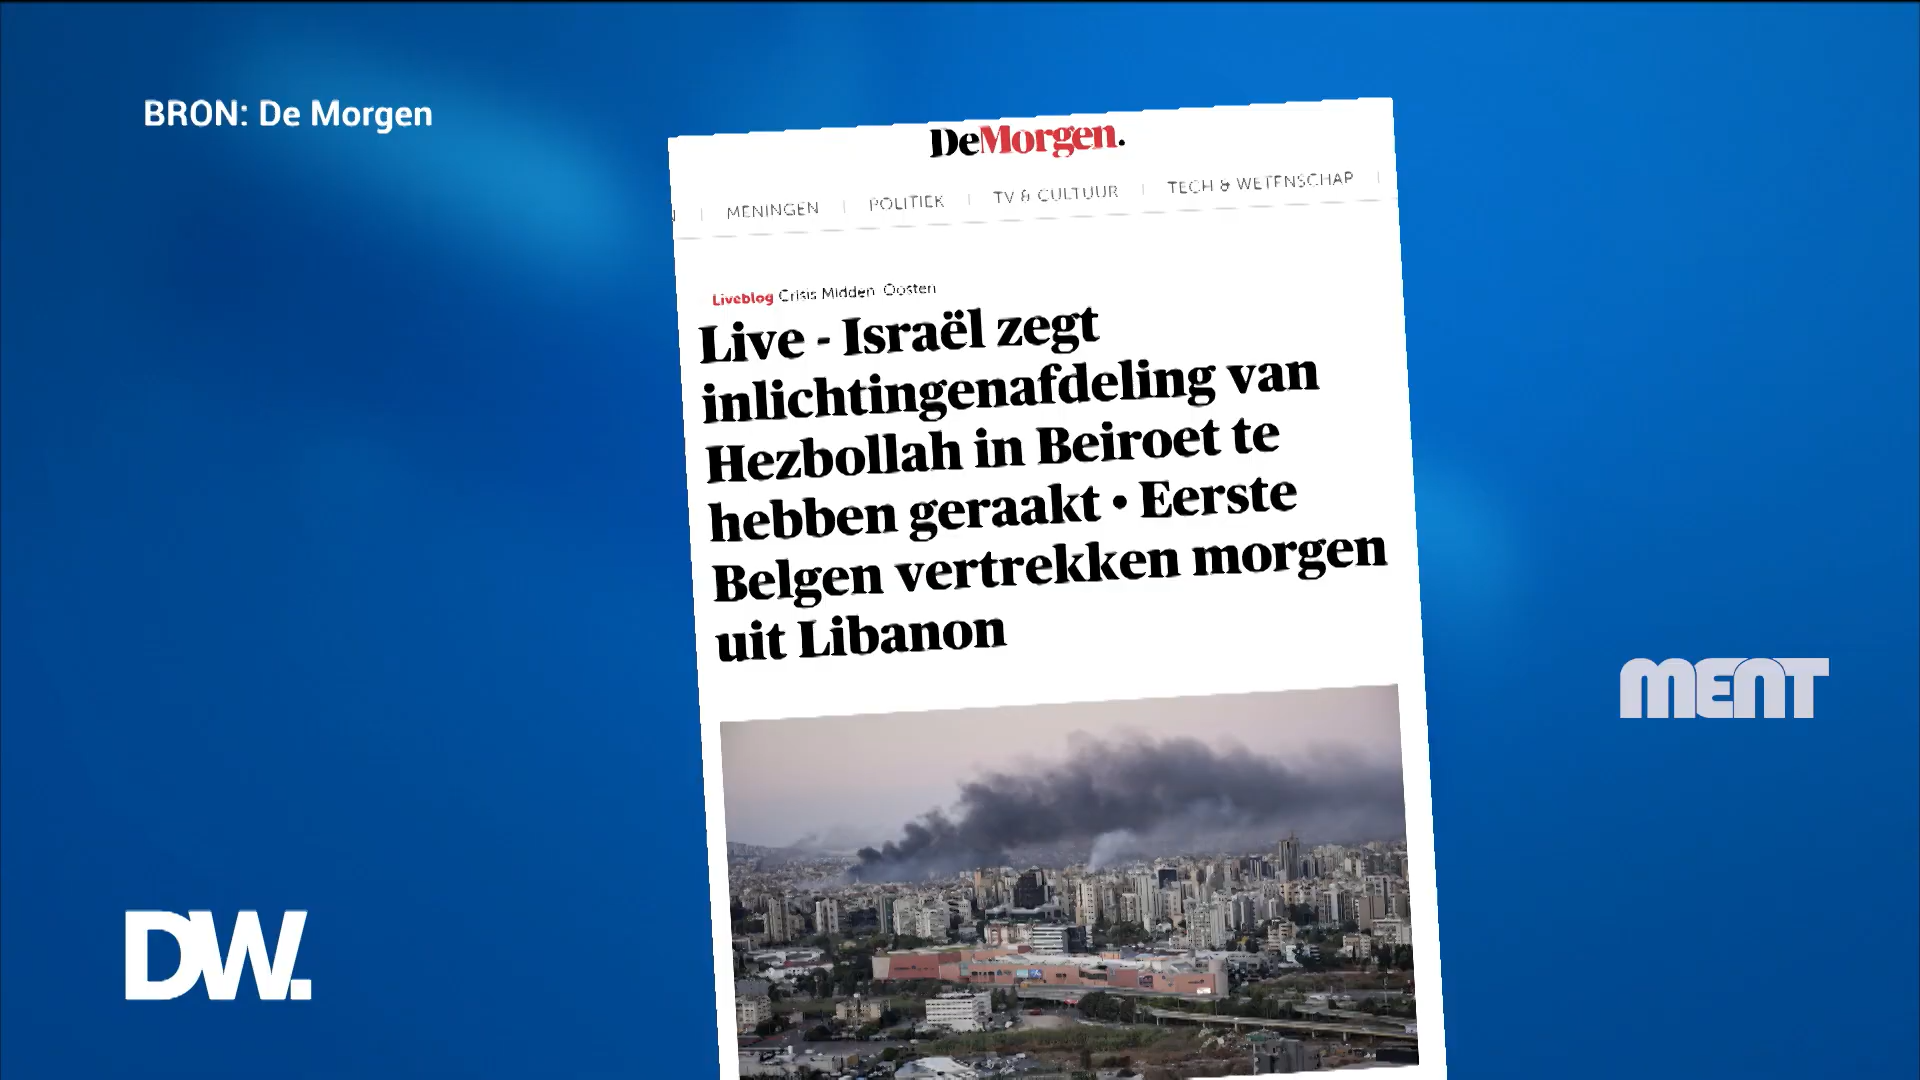 BRON: De Morgen
DeMorgen.
MENINGEN
POLITIEK
TV & CULTUUR
TECH & WETENSCHAP
Liveblog Crisis Midden-Oosten
Live - Israël zegt
inlichtingenafdeling van
Hezbollah in Beiroet te
hebben geraakt • Eerste
Belgen vertrekken morgen
uit Libanon
MENT
DW.